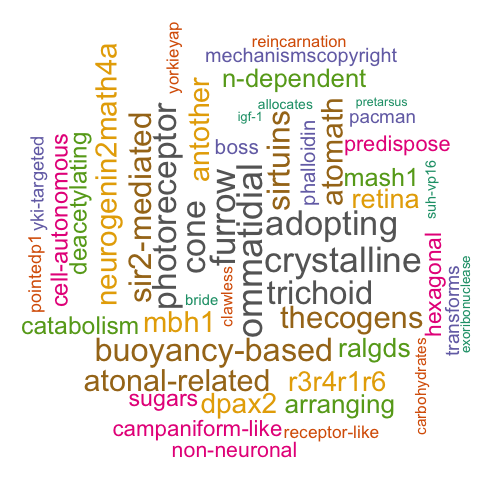 reincarnation
mechanismscopyright
yorkieyap
n-dependent
neurogenin2math4a
antother
igf-1
allocates
pretarsus
pacman
atomath
phalloidin
sirtuins
boss
predispose
suh-vp16
mash1
retina
yki-targeted
cell-autonomous
deacetylating
sir2-mediated
photoreceptor
cone
furrow
ommatidial
adopting
crystalline
trichoid
hexagonal
transforms
exoribonuclease
pointedp1
bride
clawless
catabolism
mbh1
thecogens
buoyancy-based
ralgds
carbohydrates
atonal-related
r3r4r1r6
sugars
dpax2
arranging
campaniform-like
receptor-like
non-neuronal